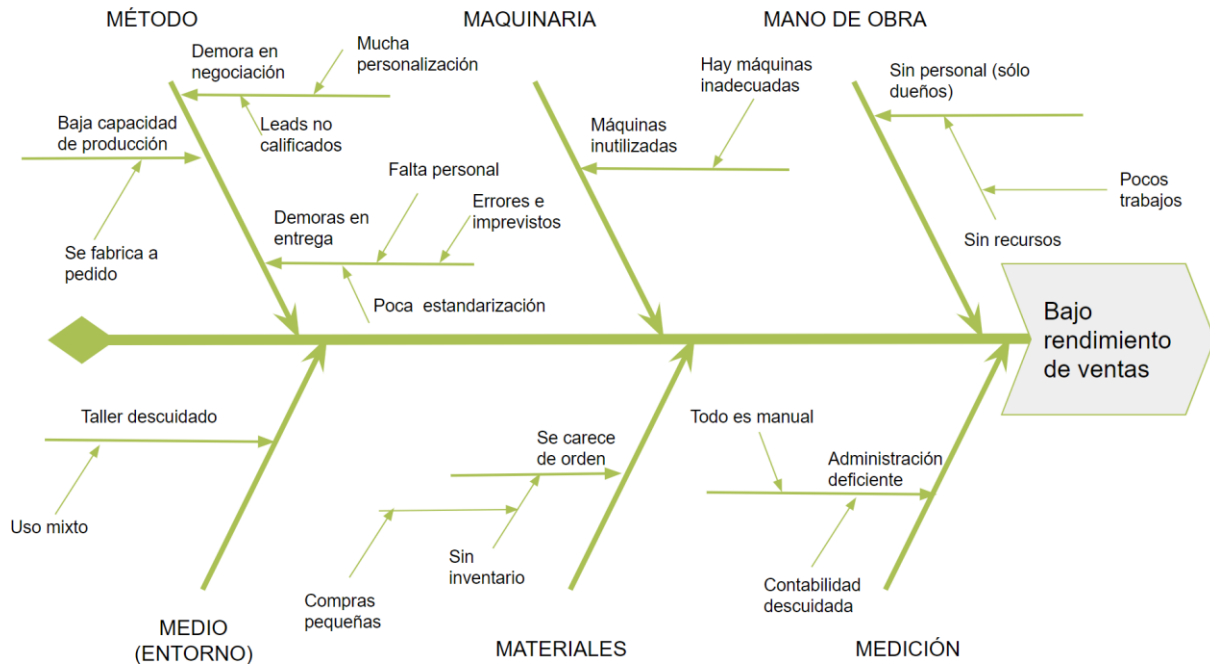 MÉTODO
MAQUINARIA
MANO DE OBRA
Demora en
negociación
Mucha
personalización
Leads no
calificados
Baja capacidad
de producción
Se fabrica a
pedido
Falta personal
Errores e
imprevistos
Demoras en
entrega
Poca estandarización
Hay máquinas
inadecuadas
Máquinas
inutilizadas
Sin personal (sólo
dueños)
Pocos
trabajos
Sin recursos
Bajo
rendimiento
de ventas
Taller descuidado
Uso mixto
Se carece
de orden
Sin
inventario
Compras
pequeñas
Todo es manual
Administración
deficiente
Contabilidad
descuidada
MEDIO
(ENTORNO)
MATERIALES
MEDICIÓN